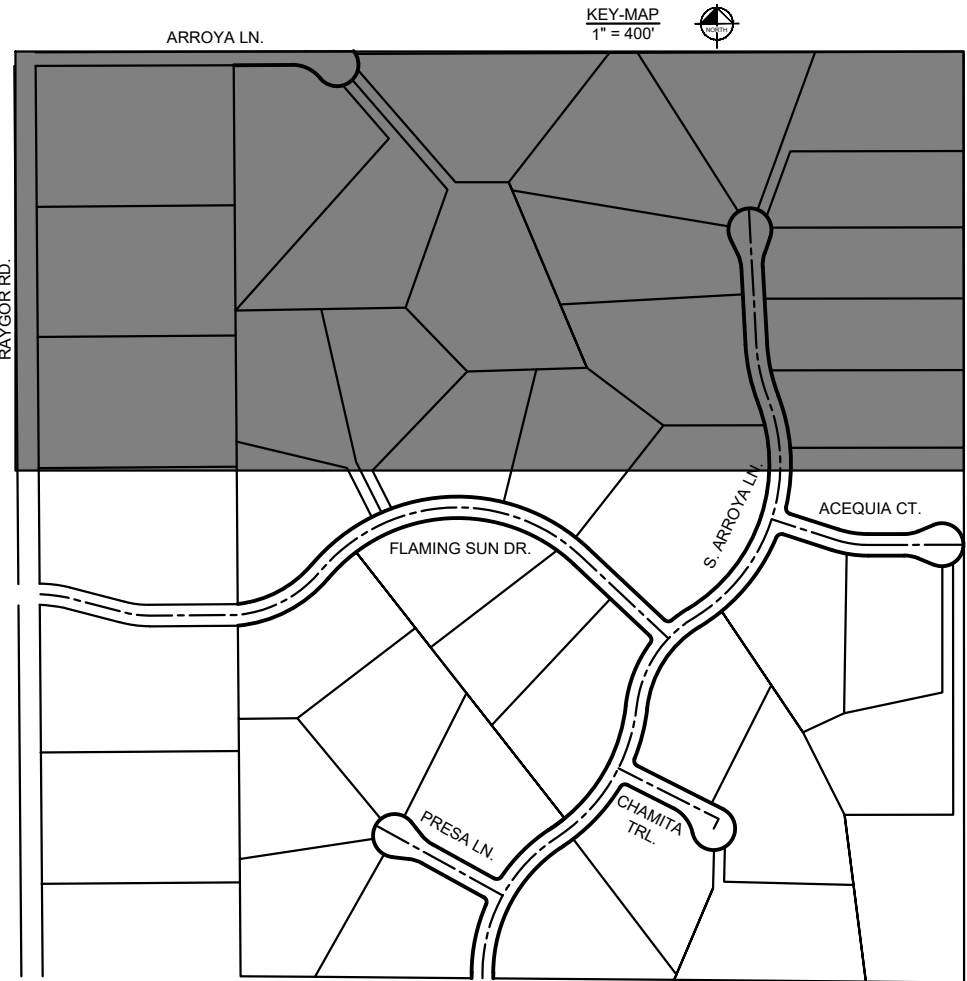 KEY-MAP
1" = 400'
NORTH
ARROYA LN.
RAYGOR RD.
S. ARROYA LN.
ACEQUIA CT.
FLAMING SUN DR.
PRESA LN.
CHAMITA
TRL.